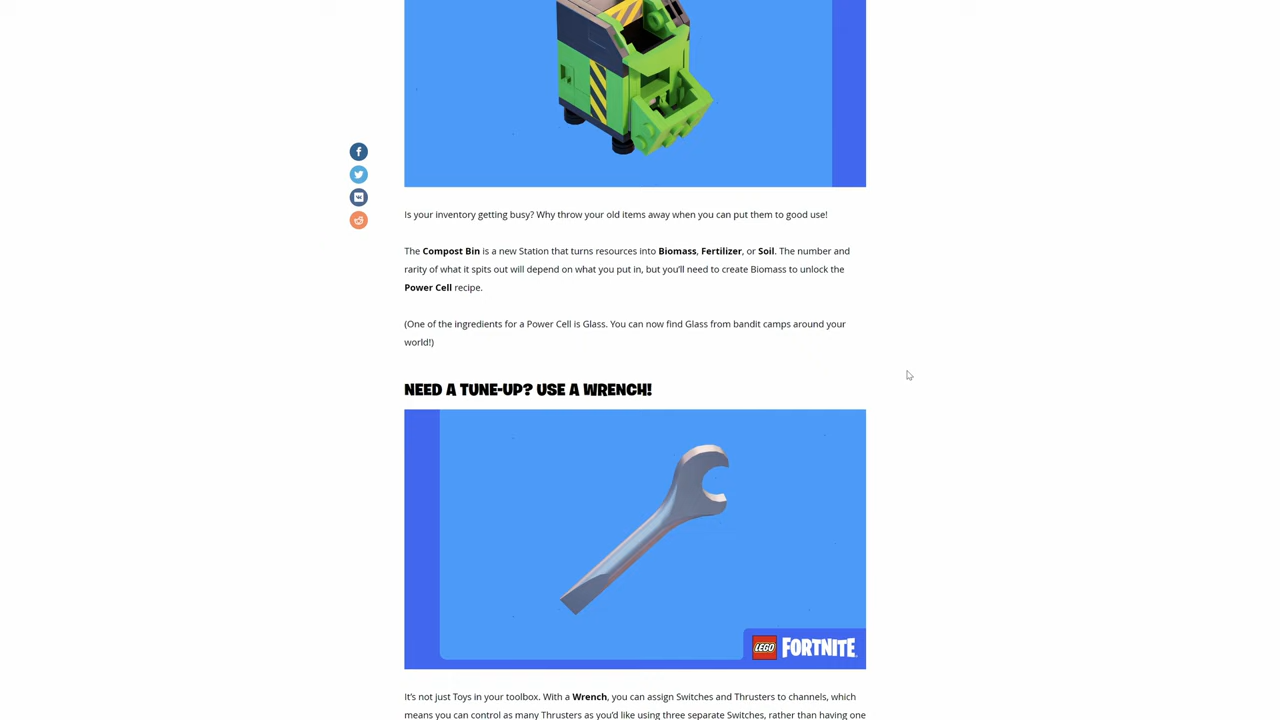 Is your inventory getting busy? Why throw your old items away when you can put them to good use!
The Compost Bin is a new Station that turns resources into Biomass, Fertilizer, or Soil. The number and
rarity of what it spits out will depend on what you put in, but you'll need to create Biomass to unlock the
Power Cell recipe.
(One of the ingredients for a Power Cell is Glass. You can now find Glass from bandit camps around your
world!)
NEED A TUNE-UP? USE A WRENCH!
LEGO FORTNITE
It's not just Toys in your toolbox. With a Wrench, you can assign Switches and Thrusters to channels, which
means you can control as many Thrusters as you'd like using three separate Switches, rather than having one